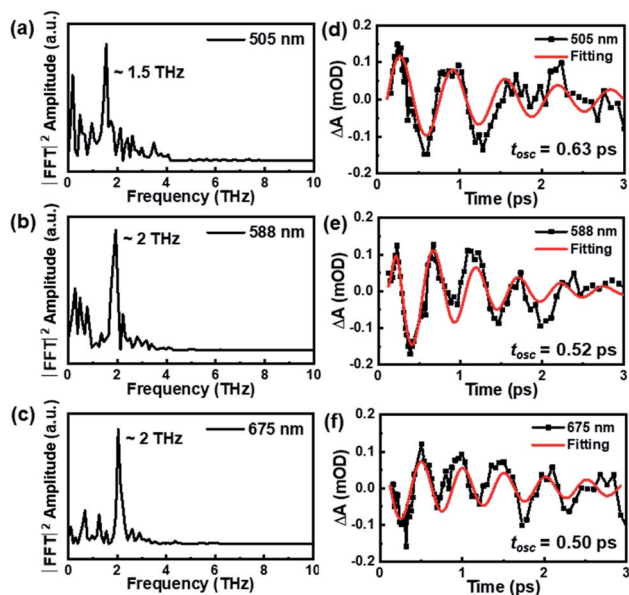 (a)
505 nm
~ 1.5 THz
|FFT|² Amplitude (a.u.)
0 2 4 6 8 10
Frequency (THz)
(d)
505 nm
Fitting
0.2
0.1
0.0
-0.1
-0.2
ΔA (mOD)
tosc = 0.63 ps
0 1 2 3
Time (ps)
(b)
588 nm
~ 2 THz
|FFT|² Amplitude (a.u.)
0 2 4 6 8 10
Frequency (THz)
(e)
588 nm
Fitting
0.2
0.1
0.0
-0.1
-0.2
ΔA (mOD)
tosc = 0.52 ps
0 1 2 3
Time (ps)
(c)
675 nm
~ 2 THz
|FFT|² Amplitude (a.u.)
0 2 4 6 8 10
Frequency (THz)
(f)
675 nm
Fitting
0.2
0.1
0.0
-0.1
-0.2
ΔA (mOD)
tosc = 0.50 ps
0 1 2 3
Time (ps)